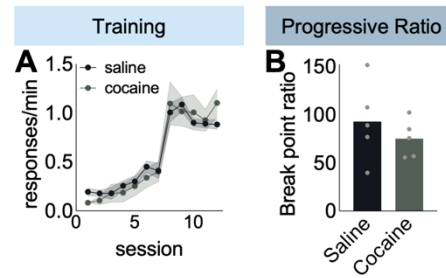 Training
Progressive Ratio
A
saline
cocaine
responses/min
1.5
1.0
0.5
0.0
0
5
10
session
B
Break point ratio
150
100
50
0
Saline
Cocaine